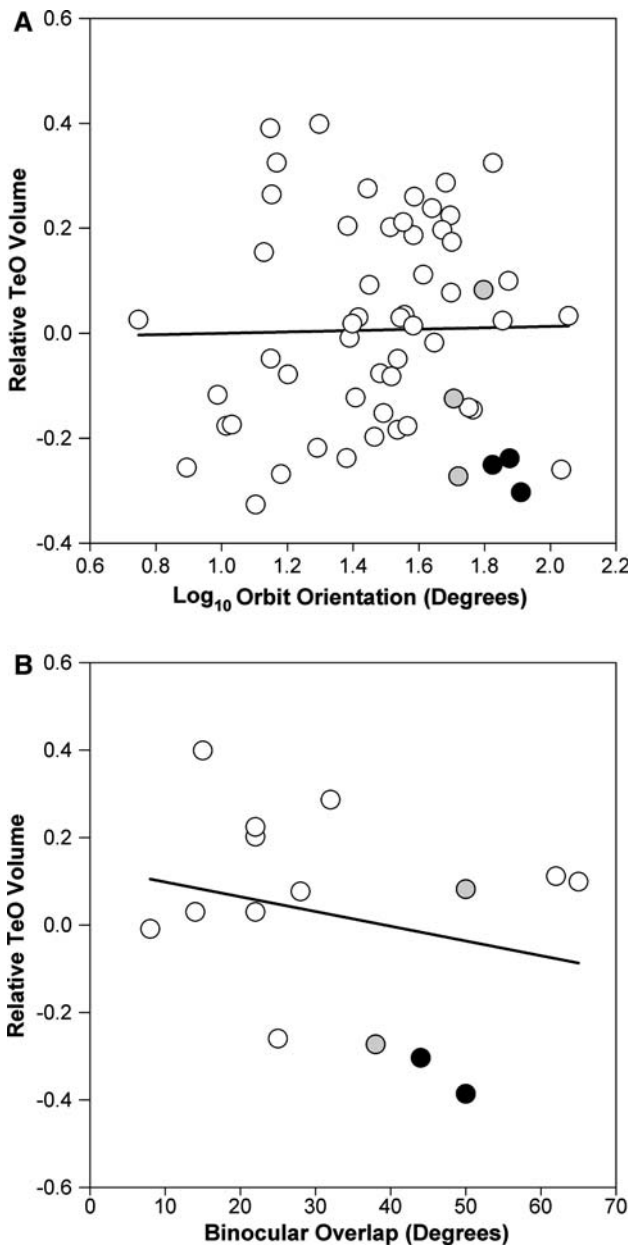 A
0.6
0.4
0.2
0.0
-0.2
-0.4
Relative TeO Volume
0.6 0.8 1.0 1.2 1.4 1.6 1.8 2.0 2.2
Log10 Orbit Orientation (Degrees)
B
0.6
0.4
0.2
0.0
-0.2
-0.4
-0.6
Relative TeO Volume
0 10 20 30 40 50 60 70
Binocular Overlap (Degrees)